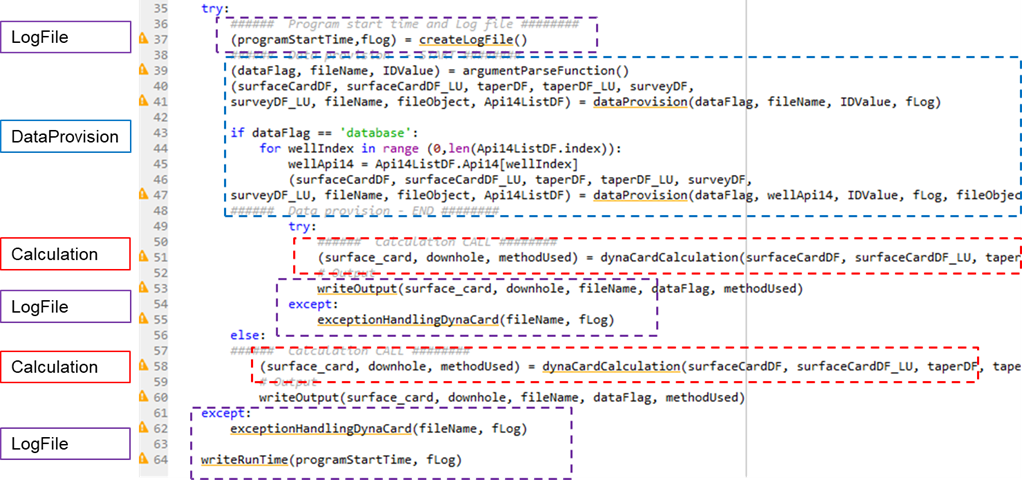 LogFile
DataProvision
Calculation
LogFile
Calculation
LogFile
35 try:
36 ###### Program start time and Log file ########
37 (programStartTime,fLog) = createLogFile()
38 ###### Data provision - START ########
39 (dataFlag, fileName, IDValue) = argumentParseFunction()
40 (surfaceCardDF, surfaceCardDF_LU, taperDF, taperDF_LU, surveyDF,
41 surveyDF_LU, fileName, fileObject, Api14ListDF) = dataProvision(dataFlag, fileName, IDValue, fLog)
42
43 if dataFlag == 'database':
44 for wellIndex in range (0,len(Api14ListDF.index)):
45 wellApi14 = Api14ListDF.Api14[wellIndex]
46 (surfaceCardDF, surfaceCardDF_LU, taperDF, taperDF_LU, surveyDF,
47 surveyDF_LU, fileName, fileObject, Api14ListDF) = dataProvision(dataFlag, wellApi14, IDValue, fLog, fileObjec
48 ###### Data provision - END ########
49 try:
50 ###### Calculation CALL ########
51 (surface_card, downhole, methodUsed) = dynaCardCalculation(surfaceCardDF, surfaceCardDF_LU, taper
52 # Output
53 writeOutput(surface_card, downhole, fileName, dataFlag, methodUsed)
54 except:
55 exceptionHandlingDynaCard(fileName, fLog)
56 else:
57 ###### Calculation CALL ########
58 (surface_card, downhole, methodUsed) = dynaCardCalculation(surfaceCardDF, surfaceCardDF_LU, taperDF, tape
59 # Output
60 writeOutput(surface_card, downhole, fileName, dataFlag, methodUsed)
61 except:
62 exceptionHandlingDynaCard(fileName, fLog)
63
64 writeRunTime(programStartTime, fLog)